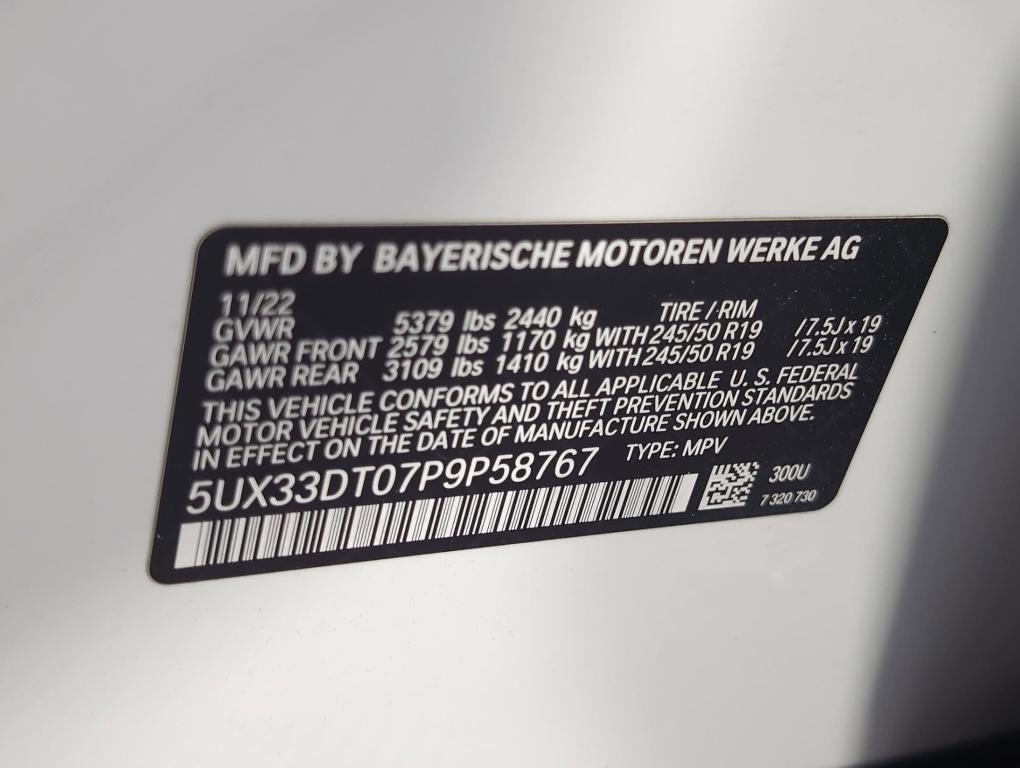 MFD BY BAYERISCHE MOTOREN WERKE AG
11/22 TIRE / RIM
GVWR 5379 lbs 2440 kg
GAWR FRONT 2579 lbs 1170 kg WITH 245/50 R19 /7.5J x 19
GAWR REAR 3109 lbs 1410 kg WITH 245/50 R19 /7.5J x 19
THIS VEHICLE CONFORMS TO ALL APPLICABLE U. S. FEDERAL
MOTOR VEHICLE SAFETY AND THEFT PREVENTION STANDARDS
IN EFFECT ON THE DATE OF MANUFACTURE SHOWN ABOVE.
5UX33DT07P9P58767 TYPE: MPV
300U
7 320 730